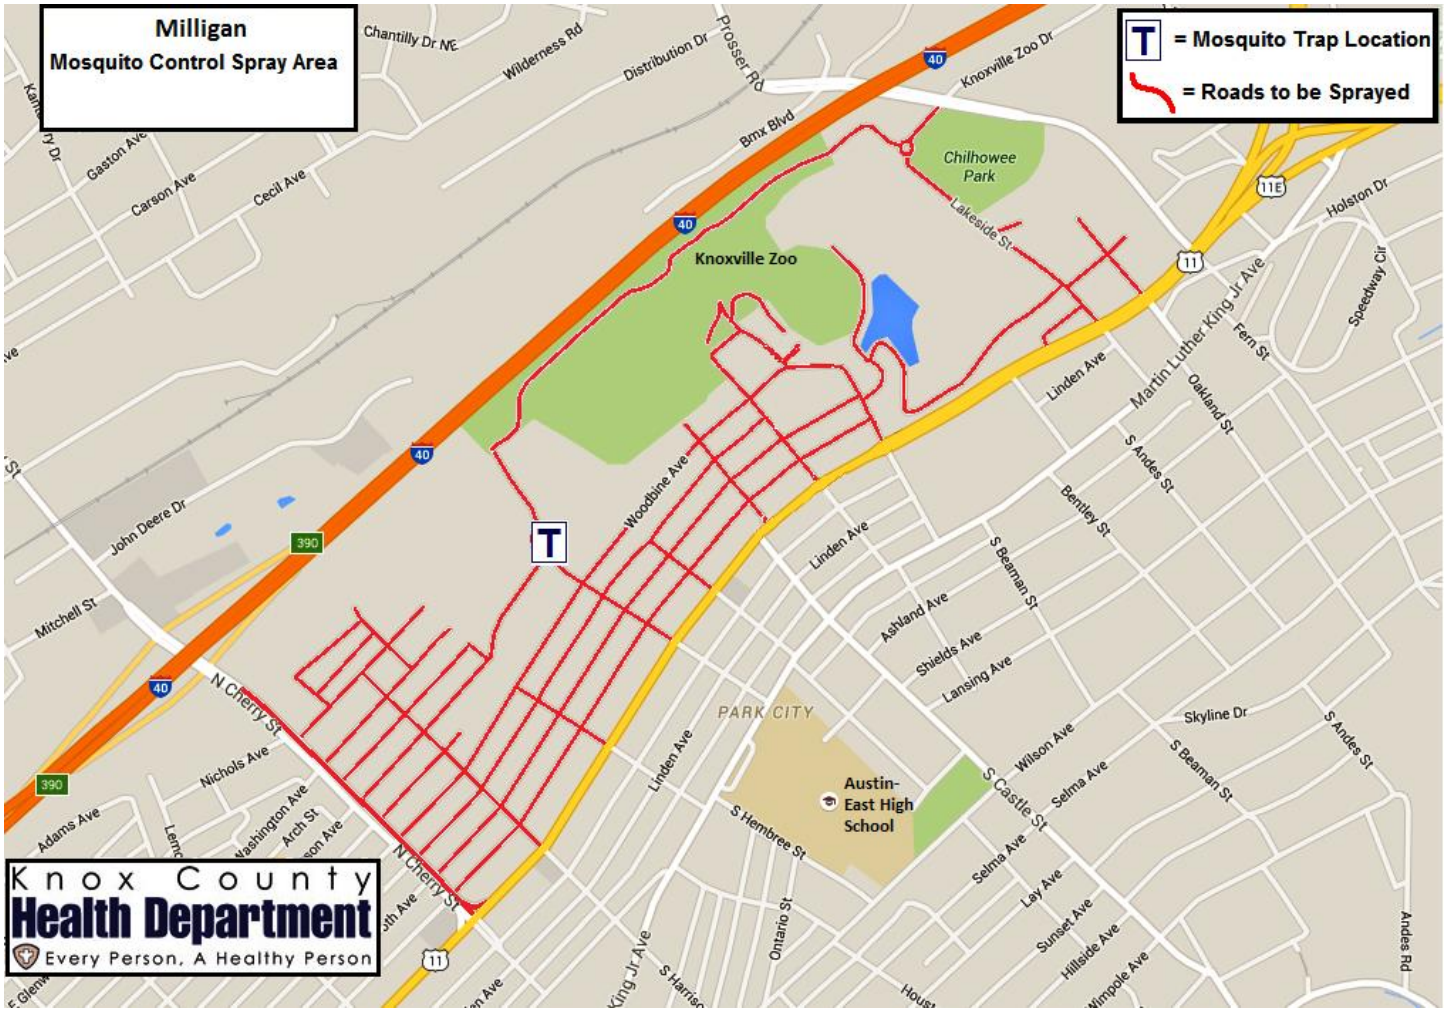 Milligan
Mosquito Control Spray Area
T = Mosquito Trap Location
= Roads to be Sprayed
Chantilly Dr NE
Wilderness Rd
Distribution Dr
Prosser Rd
Knoxville Zoo Dr
40
Bmx Blvd
Gaston Ave
Carson Ave
Cecil Ave
Chilhowee
Park
11E
Holston Dr
Lakeside St
40
Knoxville Zoo
11
Speedway Cir
Martin Luther King Jr Ave
Fern St
Linden Ave
Oakland St
S Andes St
St
40
Woodbine Ave
Bentley St
John Deere Dr
390
T
Linden Ave
S Beaman St
Mitchell St
Ashland Ave
Shields Ave
Lansing Ave
40
N Cherry St
PARK CITY
Skyline Dr
S Andes St
Nichols Ave
Linden Ave
Wilson Ave
S Beaman St
390
Selma Ave
S Castle St
Austin-
East High
School
Adams Ave
Washington Ave
Arch St
S Hembree St
N Cherry St
Selma Ave
Lay Ave
Knox County
Health Department
Every Person, A Healthy Person
Ontario St
Sunset Ave
Hillside Ave
Wimpole Ave
Andes Rd
11
King Jr Ave